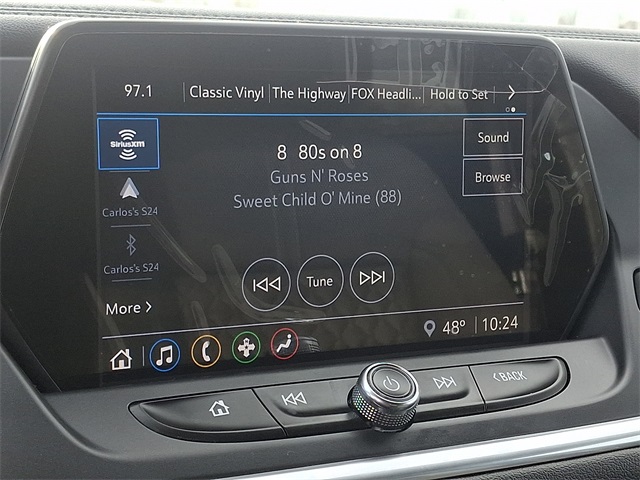 97.1 Classic Vinyl The Highway FOX Headli... Hold to Set
SiriusXM
8 80s on 8
Guns N' Roses
Sweet Child O' Mine (88)
Sound
Browse
Carlos's S24
Carlos's S24
Tune
More
48° 10:24
BACK